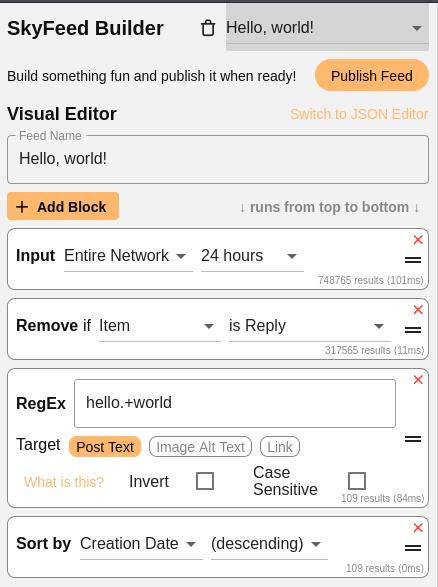 SkyFeed Builder
Hello, world!
Build something fun and publish it when ready!
Publish Feed
Visual Editor
Switch to JSON Editor
Feed Name
Hello, world!
+ Add Block
↓ runs from top to bottom ↓
Input Entire Network 24 hours
748765 results (101ms)
Remove if Item is Reply
317565 results (11ms)
RegEx hello.+world
Target Post Text Image Alt Text Link
What is this? Invert Case Sensitive
109 results (84ms)
Sort by Creation Date (descending)
109 results (0ms)